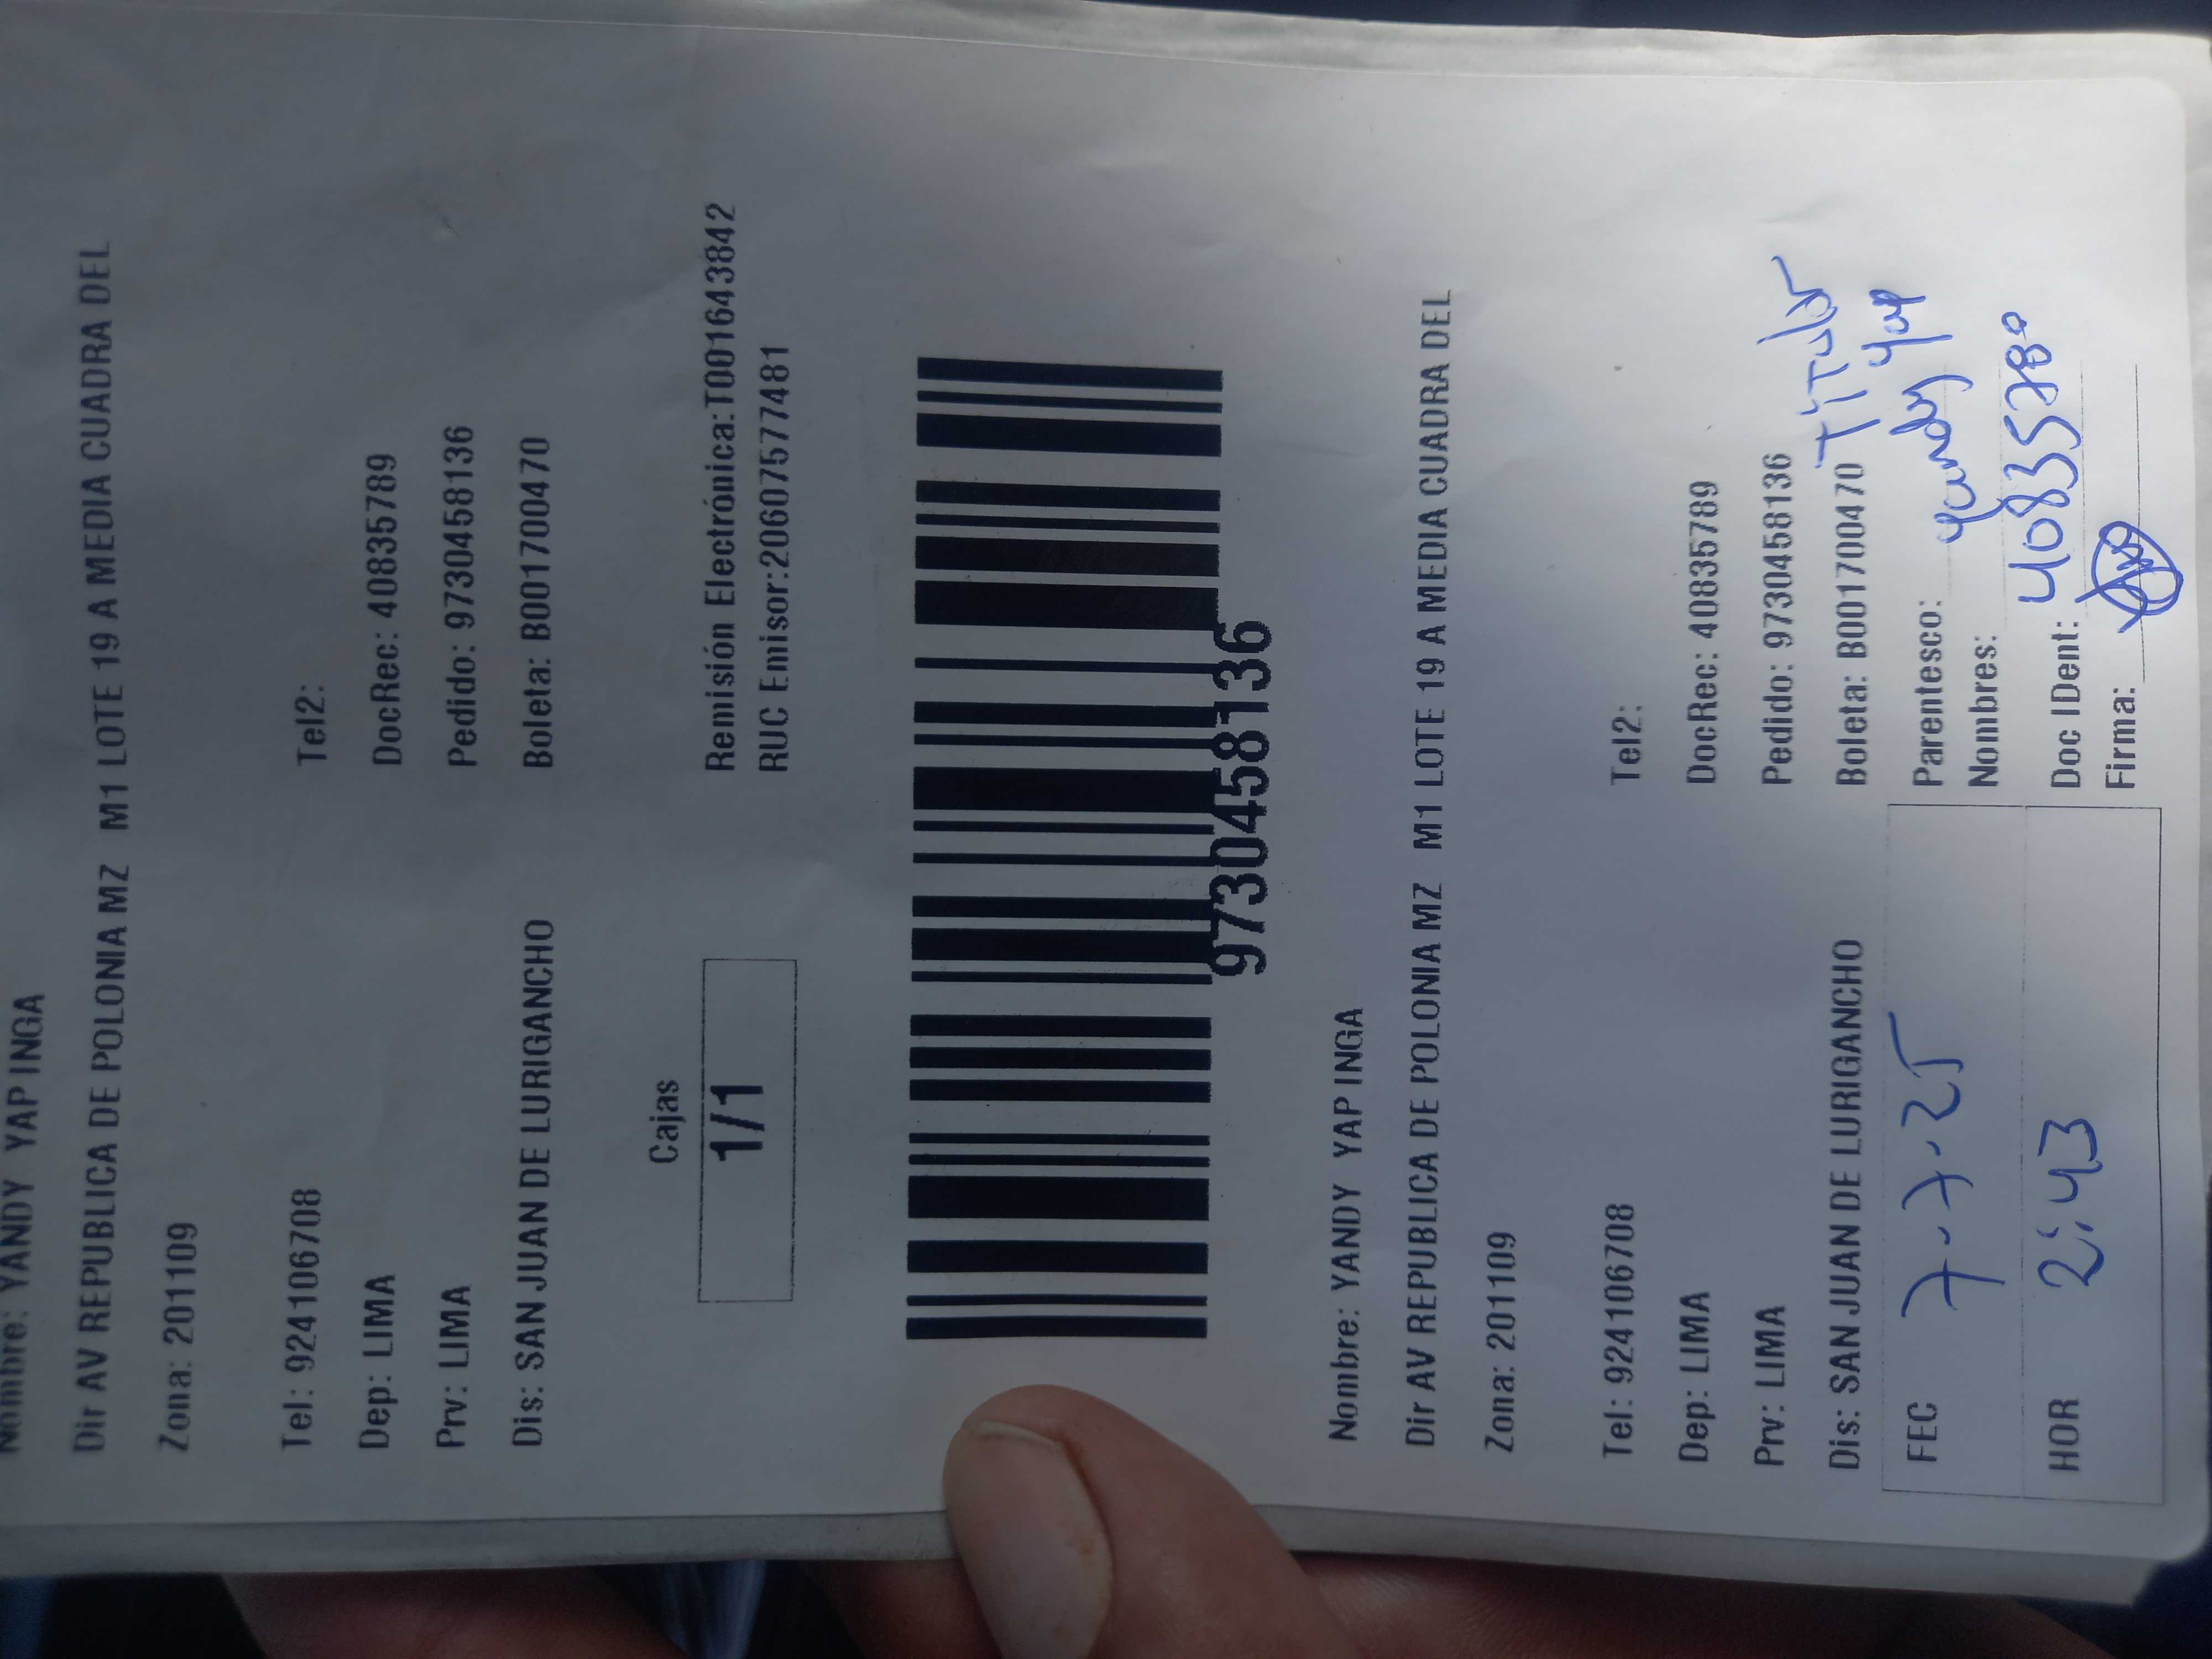 Nombre: YANDY YAP INGA
Dir AV REPUBLICA DE POLONIA MZ M1 LOTE 19 A MEDIA CUADRA DEL
Zona: 201109
Tel: 924106708 Tel2:
Dep: LIMA DocRec: 40835789
Prv: LIMA Pedido: 9730458136
Dis: SAN JUAN DE LURIGANCHO Boleta: B00170470
Cajas
1/1
Remisión Electrónica:T001643842
RUC Emisor:20607577481
9730458136
Nombre: YANDY YAP INGA
Dir AV REPUBLICA DE POLONIA MZ M1 LOTE 19 A MEDIA CUADRA DEL
Zona: 201109
Tel: 924106708 Tel2:
Dep: LIMA DocRec: 40835789
Prv: LIMA Pedido: 9730458136
Dis: SAN JUAN DE LURIGANCHO Boleta: B00170470
FEC 7-7-25
HOR 2:43
Parentesco: Titular
Nombres: Yandy Yap
Doc IDent: 40835789
Firma: